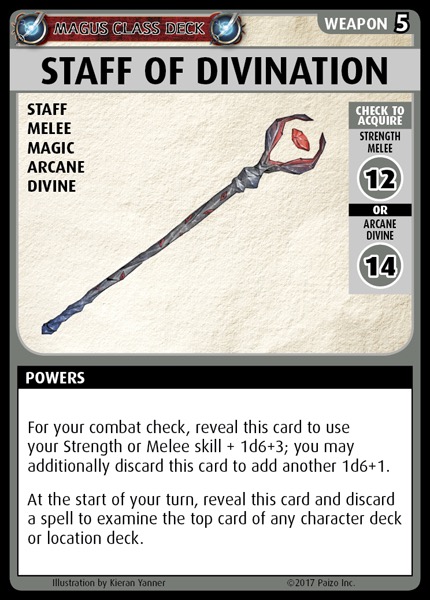 MAGUS CLASS DECK
WEAPON 5
STAFF OF DIVINATION
STAFF
MELEE
MAGIC
ARCANE
DIVINE
CHECK TO
ACQUIRE
STRENGTH
MELEE
12
OR
ARCANE
DIVINE
14
POWERS
For your combat check, reveal this card to use
your Strength or Melee skill + 1d6+3; you may
additionally discard this card to add another 1d6+1.
At the start of your turn, reveal this card and discard
a spell to examine the top card of any character deck
or location deck.
Illustration by Kieran Yanner
©2017 Paizo Inc.